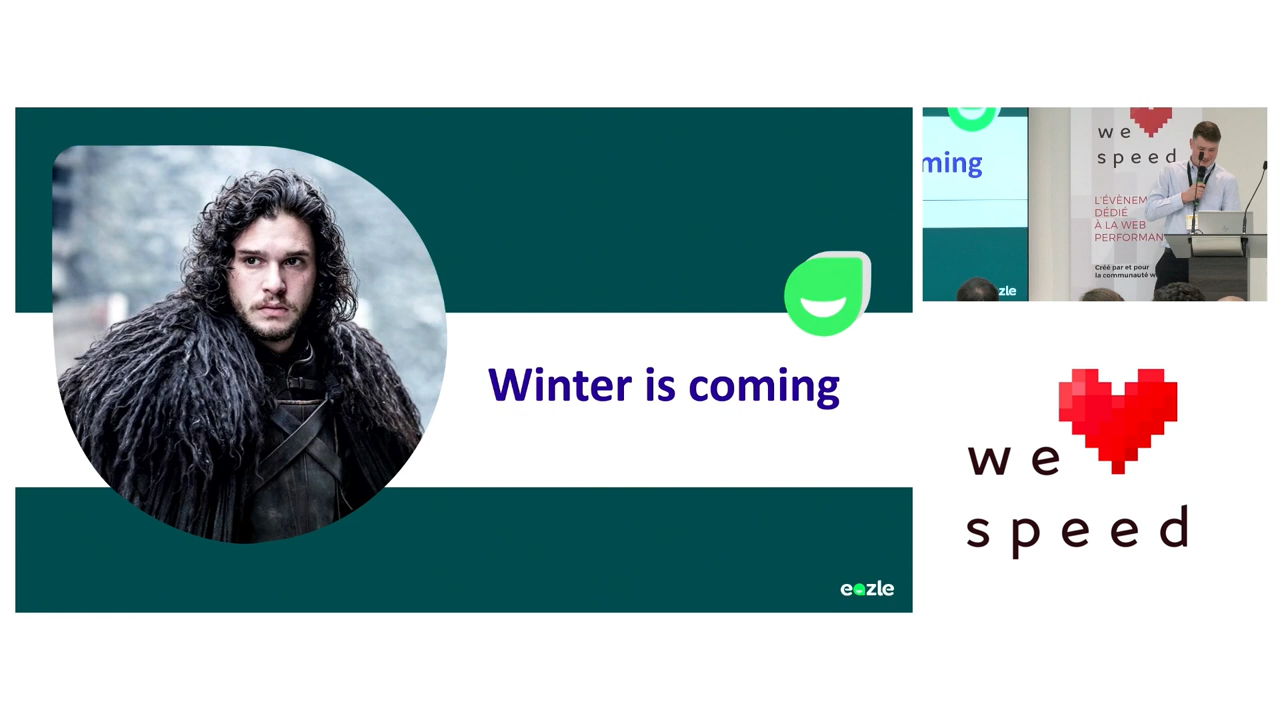 Winter is coming
eazle
ming
zle
we
speed
L'ÉVÈNEM
DÉDIÉ
À LA WEB
PERFORMAN
Créé par et pour
la communauté w
we
speed